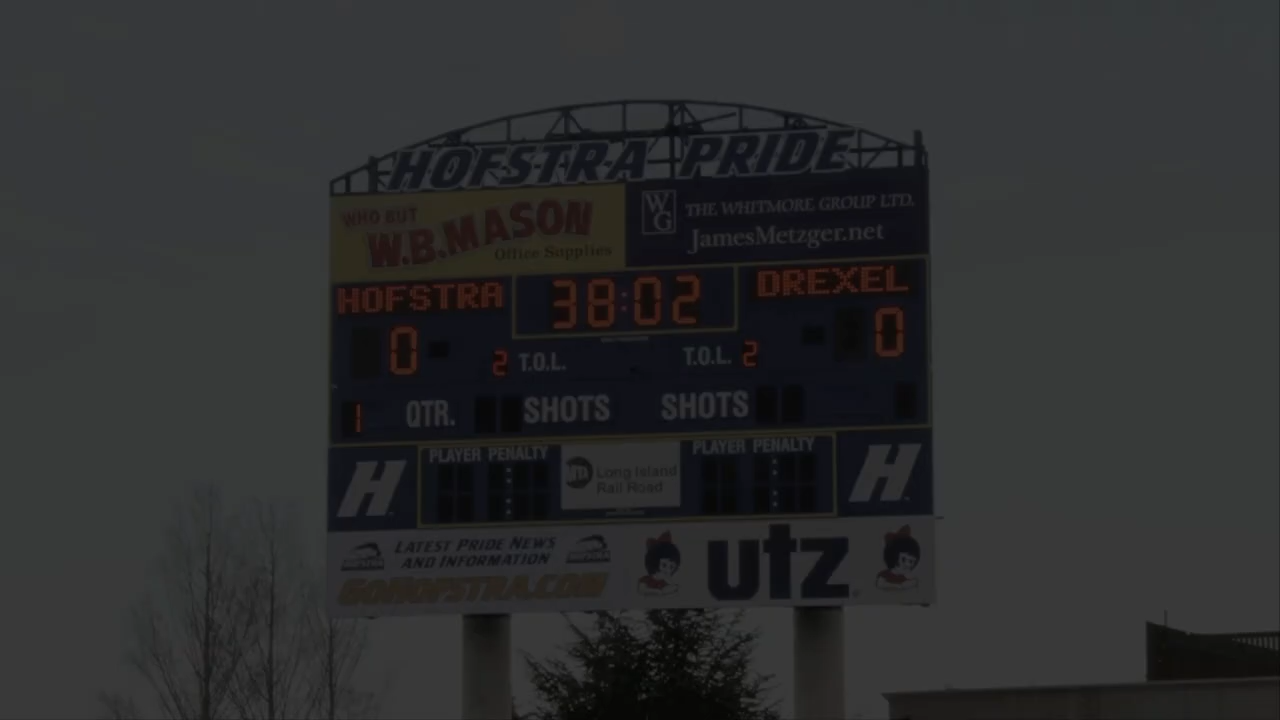 HOFSTRA PRIDE
WHO BUT
W.B.MASON
Office Supplies
WG
THE WHITMORE GROUP LTD.
JamesMetzger.net
HOFSTRA
38:02
DREXEL
0
2 T.O.L.
T.O.L. 2
0
1 QTR.
SHOTS
SHOTS
H
PLAYER PENALTY
Long Island
Rail Road
PLAYER PENALTY
H
LATEST PRIDE NEWS
AND INFORMATION
GOHOFSTRA.COM
utz